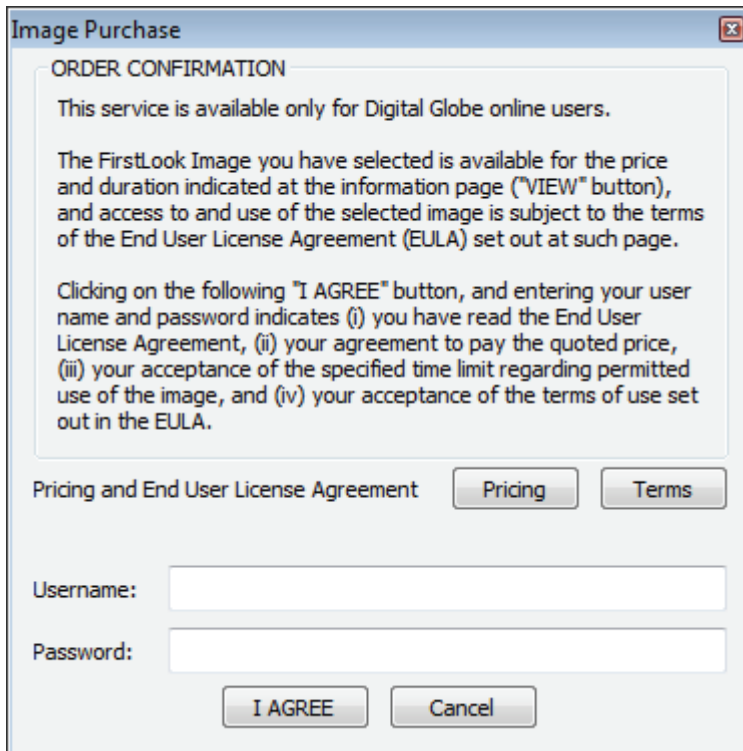 Image Purchase
ORDER CONFIRMATION
This service is available only for Digital Globe online users.
The FirstLook Image you have selected is available for the price
and duration indicated at the information page ("VIEW" button),
and access to and use of the selected image is subject to the terms
of the End User License Agreement (EULA) set out at such page.
Clicking on the following "I AGREE" button, and entering your user
name and password indicates (i) you have read the End User
License Agreement, (ii) your agreement to pay the quoted price,
(iii) your acceptance of the specified time limit regarding permitted
use of the image, and (iv) your acceptance of the terms of use set
out in the EULA.
Pricing and End User License Agreement Pricing Terms
Username:
Password:
I AGREE Cancel